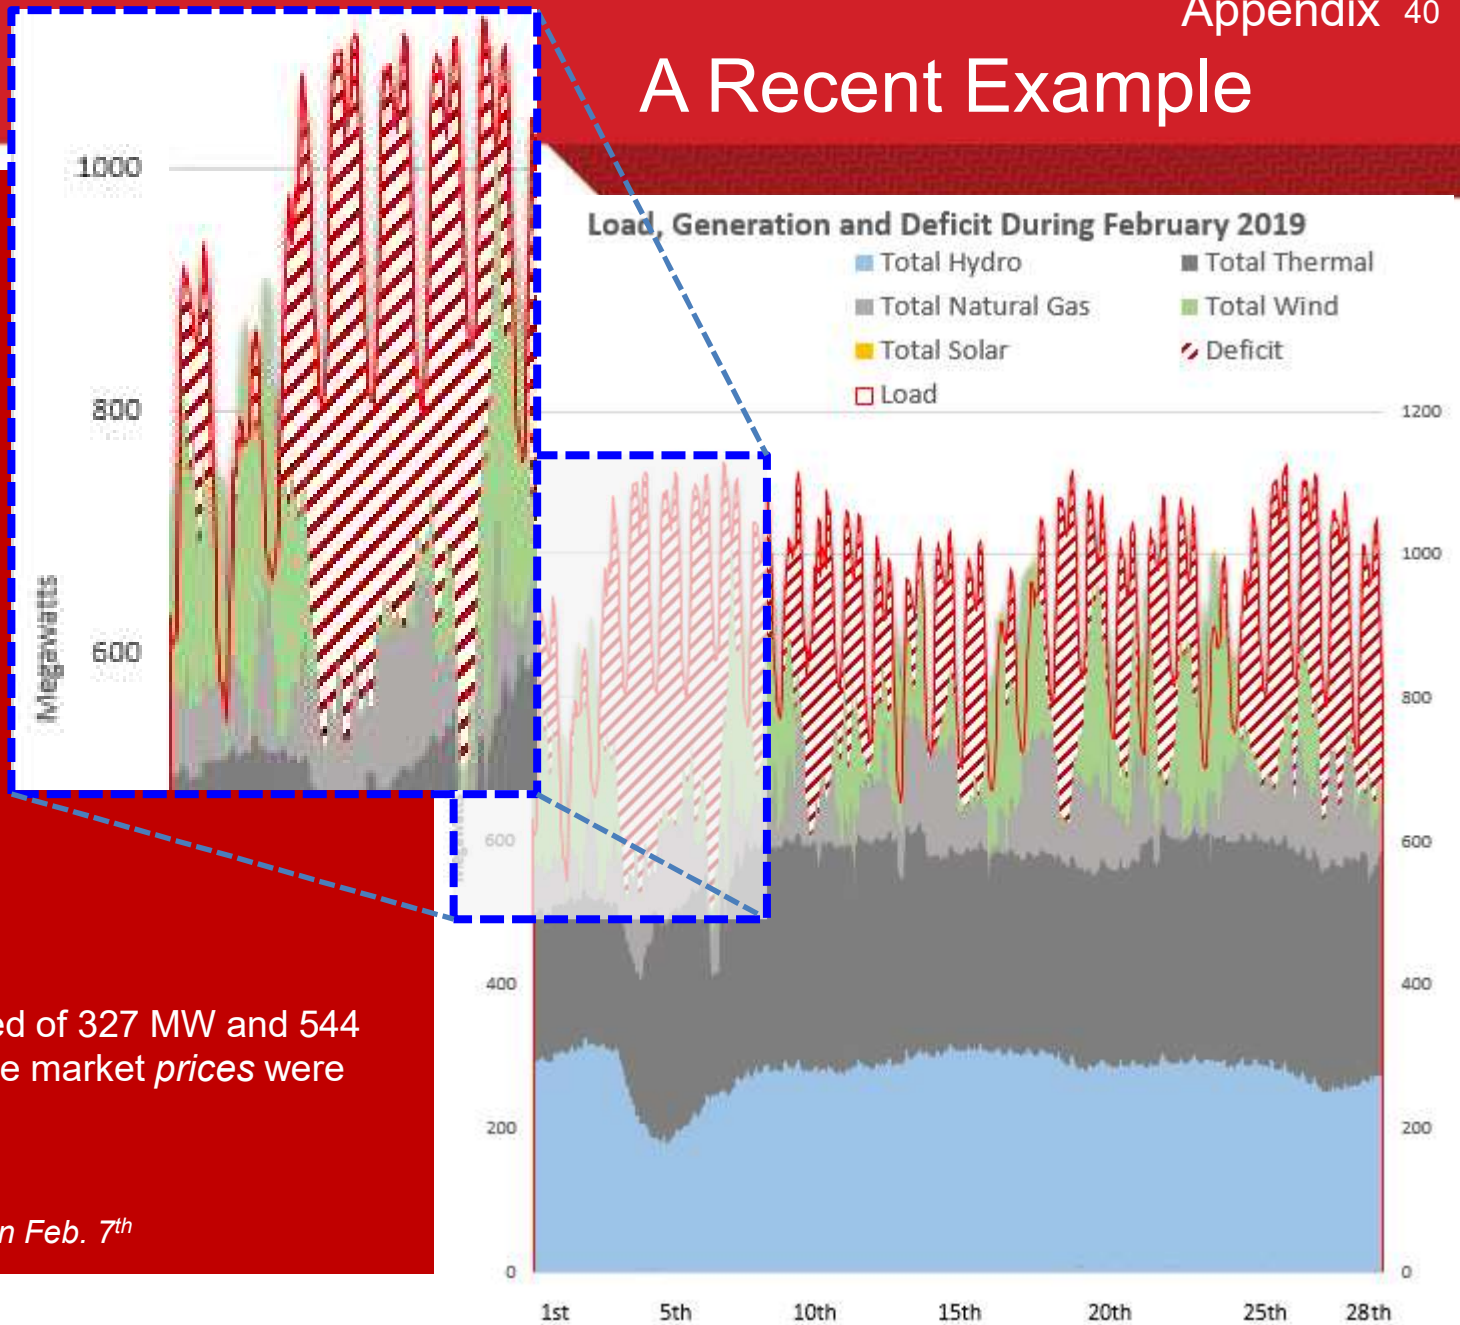 Appendix 40
A Recent Example
1000
800
600
Megawatts
Load, Generation and Deficit During February 2019
Total Hydro
Total Thermal
Total Natural Gas
Total Wind
Total Solar
Deficit
Load
1200
1000
800
600
400
200
0
600
400
200
0
1st 5th 10th 15th 20th 25th 28th
ed of 327 MW and 544
e market prices were
n Feb. 7th